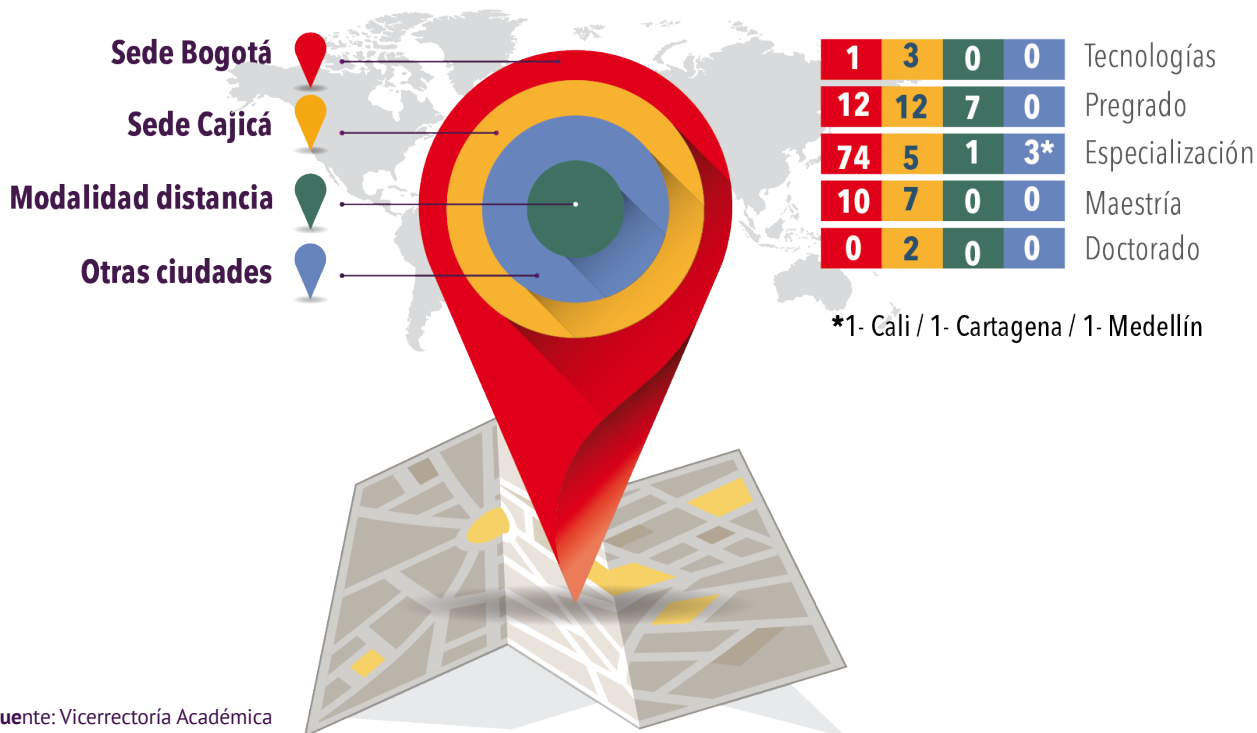 Sede Bogotá
Sede Cajicá
Modalidad distancia
Otras ciudades
1 3 0 0 Tecnologías
12 12 7 0 Pregrado
74 5 1 3* Especialización
10 7 0 0 Maestría
0 2 0 0 Doctorado
*1- Cali / 1- Cartagena / 1- Medellín
uente: Vicerrectoría Académica